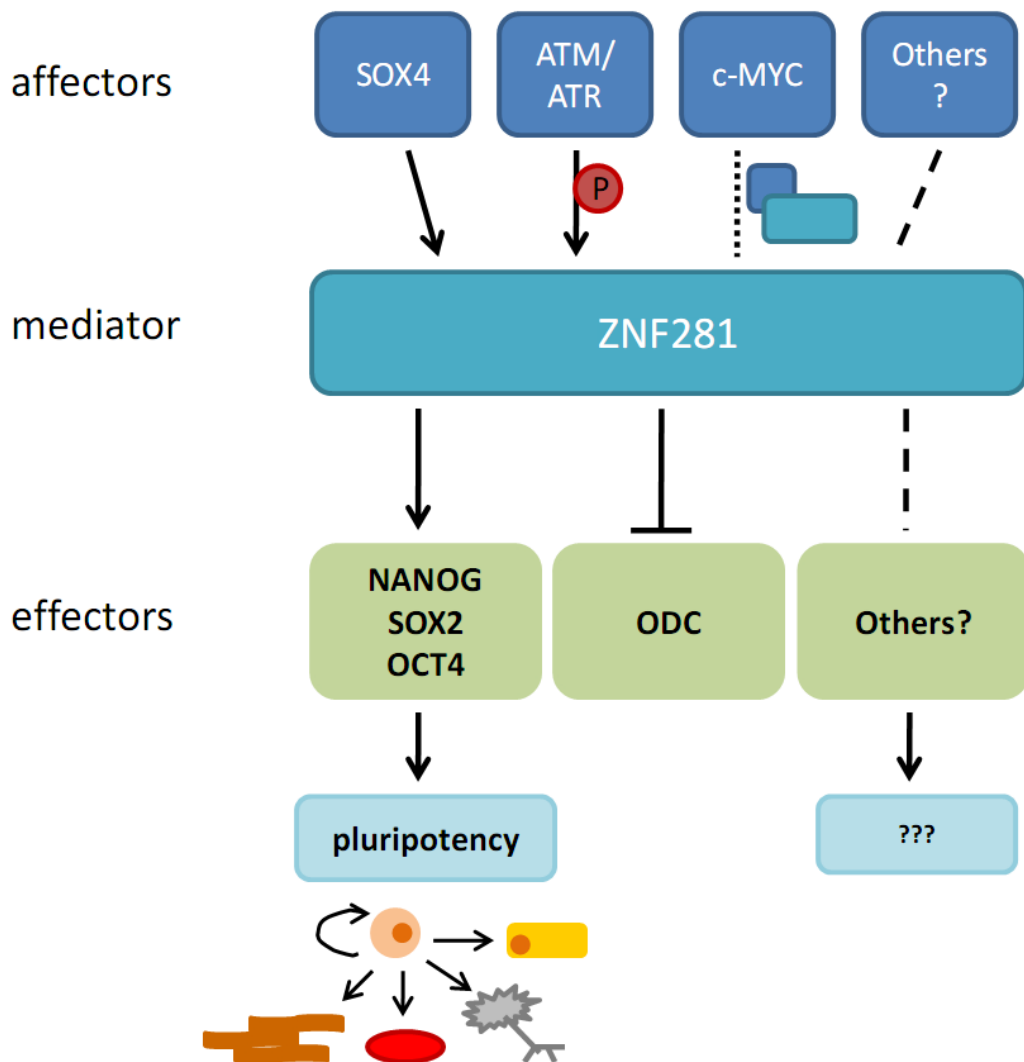 affectors
SOX4
ATM/
ATR
c-MYC
Others
?
P
mediator
ZNF281
effectors
NANOG
SOX2
OCT4
ODC
Others?
pluripotency
???